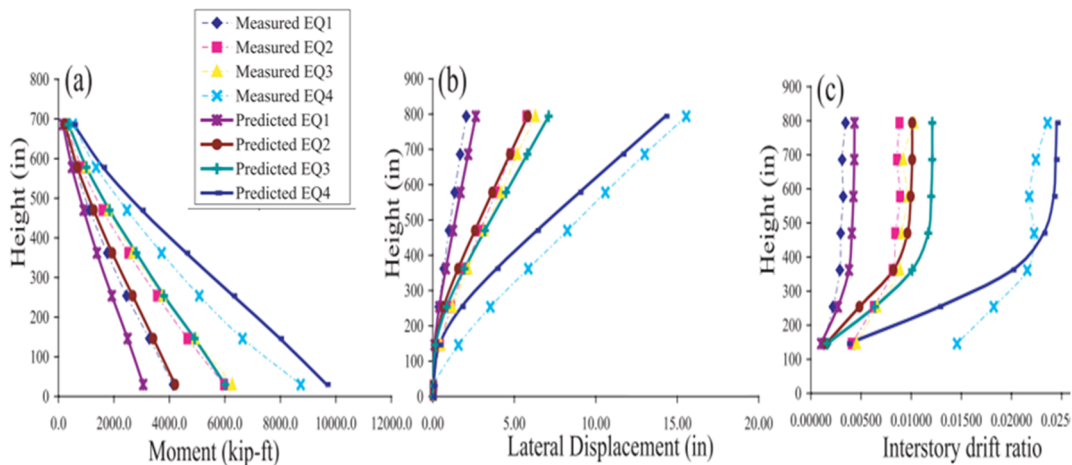 Measured EQ1
Measured EQ2
Measured EQ3
Measured EQ4
Predicted EQ1
Predicted EQ2
Predicted EQ3
Predicted EQ4
(a)
800
700
600
500
400
300
200
100
0
Height (in)
0.0 2000.0 4000.0 6000.0 8000.0 10000.0 12000.0
Moment (kip-ft)
(b)
900
800
700
600
500
400
300
200
100
0
Height (in)
0.00 5.00 10.00 15.00 20.00
Lateral Displacement (in)
(c)
900
800
700
600
500
400
300
200
100
0
Height (in)
0.00000 0.00500 0.01000 0.01500 0.02000 0.0250
Interstory drift ratio